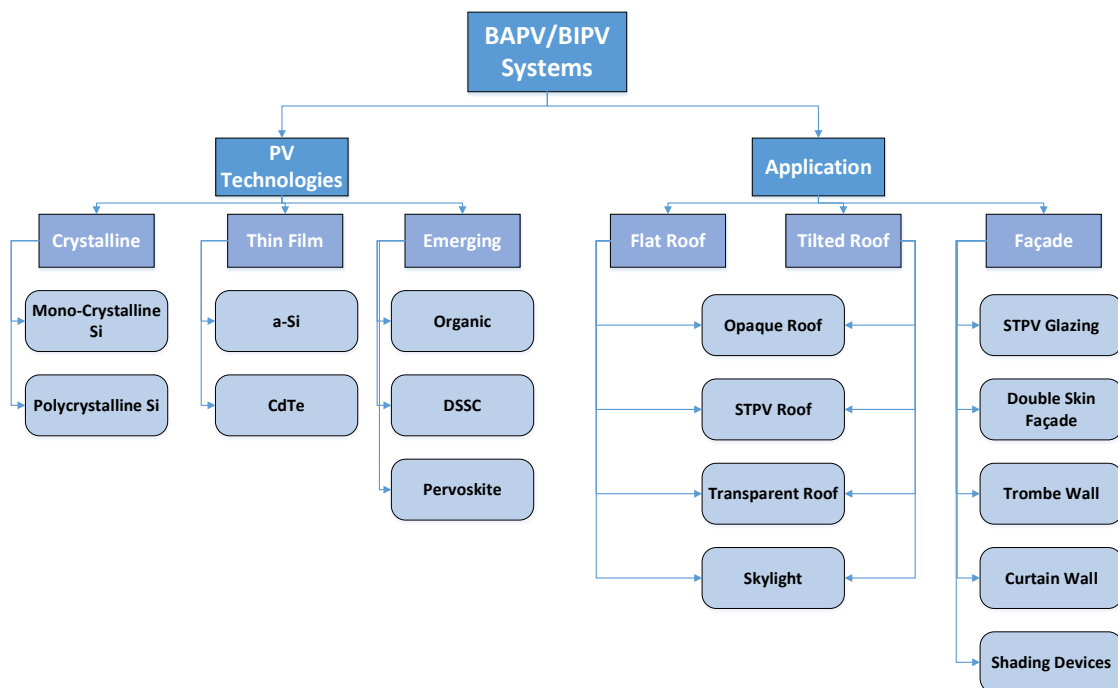 BAPV/BIPV
Systems
PV
Technologies
Application
Crystalline
Thin Film
Emerging
Flat Roof
Tilted Roof
Façade
Mono-Crystalline
Si
a-Si
Organic
Opaque Roof
STPV Glazing
Polycrystalline Si
CdTe
DSSC
STPV Roof
Double Skin
Façade
Pervoskite
Transparent Roof
Trombe Wall
Skylight
Curtain Wall
Shading Devices